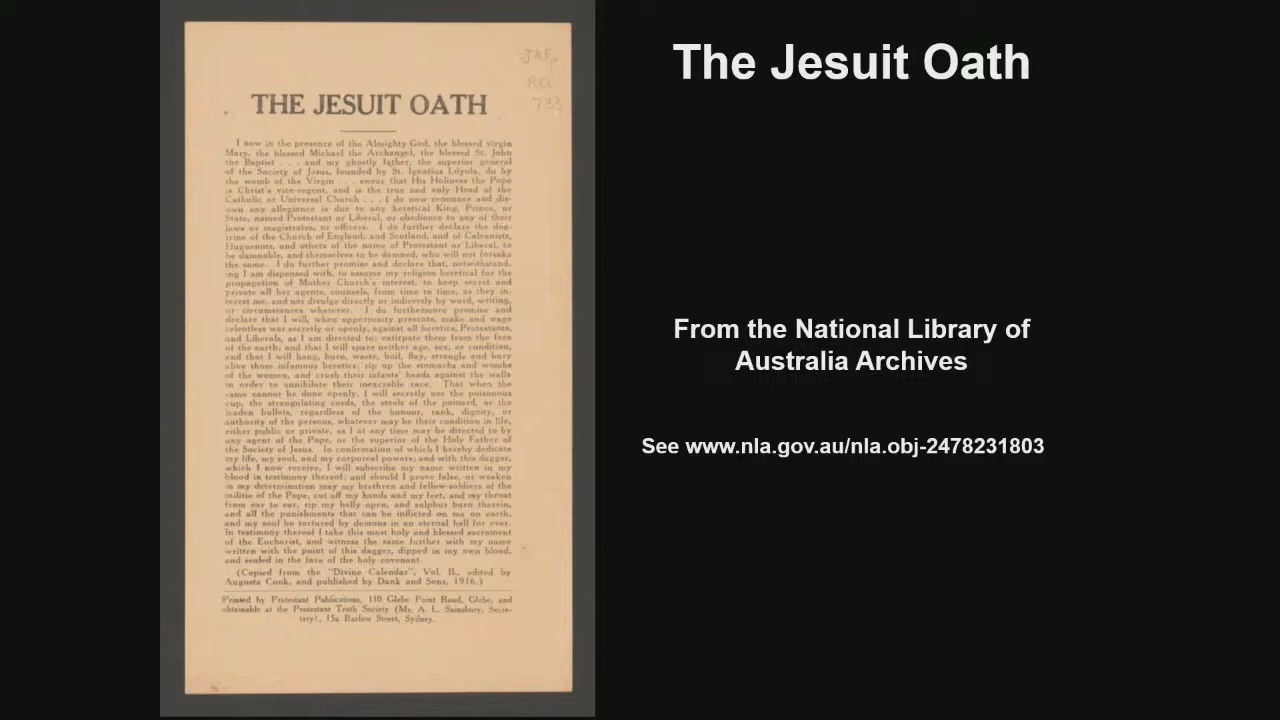 JAFp
RG
733
THE JESUIT OATH
I now in the presence of the Almighty God, the blessed virgin
Mary, the blessed Michael the Archangel, the blessed St. John
the Baptist . . . and my ghostly father, the superior general
of the Society of Jesus, founded by St. Ignatius Loyola, do by
the womb of the Virgin . . . swear that His Holiness the Pope
is Christ's vice-regent, and is the true and only Head of the
Catholic or Universal Church . . . I do now renounce and dis-
own any allegiance is due to any heretical King, Prince, or
State, named Protestant or Liberal, or obedience to any of their
laws or magistrates, or officers. I do further declare the doc-
trine of the Church of England, and Scotland, and of Calvanists,
Huguenots, and others of the name of Protestant or Liberal, to
be damnable, and themselves to be damned, who will not forsake
the same. I do further promise and declare that, notwithstand-
ing I am dispensed with, to assume my religion heretical for the
propagation of Mother Church's interest, to keep secret and
private all her agents, counsels, from time to time, as they in-
terest me, and not divulge directly or indirectly by word, writing,
or circumstances whatever. I do furthermore promise and
declare that I will, when opportunity presents, make and wage
relentless war secretly or openly, against all heretics, Protestants,
and Liberals, as I am directed to; extirpate them from the face
of the earth; and that I will spare neither age, sex, or condition,
and that I will hang, burn, waste, boil, flay, strangle and bury
alive those infamous heretics; rip up the stomachs and wombs
of the women, and crush their infants' heads against the walls
in order to annihilate their inexcrable race. That when the
same cannot be done openly, I will secretly use the poisonous
cup, the strangulating cords, the steels of the poinard, or the
leaden bullets, regardless of the honour, rank, dignity, or
authority of the persons, whatever may be their condition in life,
either public or private, as I at any time may be directed to by
any agent of the Pope, or the superior of the Holy Father of
the Society of Jesus. In confirmation of which I hereby dedicate
my life, my soul, and my corporeal powers; and with this dagger,
which I now receive, I will subscribe my name written in my
blood in testimony thereof; and should I prove false, or weaken
in my determination may my brethren and fellow-soldiers of the
militia of the Pope, cut off my hands and my feet, and my throat
from ear to ear, rip my belly open, and sulphur burn therein,
and all the punishments that can be inflicted on me on earth,
and my soul be tortured by demons in an eternal hell for ever.
In testimony thereof I take this most holy and blessed sacrament
of the Eucharist, and witness the same further with my name
written with the point of this dagger, dipped in my own blood,
and sealed in the face of the holy covenant
(Copied from the "Divine Calendar", Vol. II., edited by
Augusta Cook, and published by Dank and Sons, 1916.)
Printed by Protestant Publications, 110 Glebe Point Road, Glebe, and
obtainable at the Protestant Truth Society (Mr. A. L. Sainsbury, Secre-
tary), 15a Barlow Street, Sydney.
The Jesuit Oath
From the National Library of
Australia Archives
See www.nla.gov.au/nla.obj-2478231803